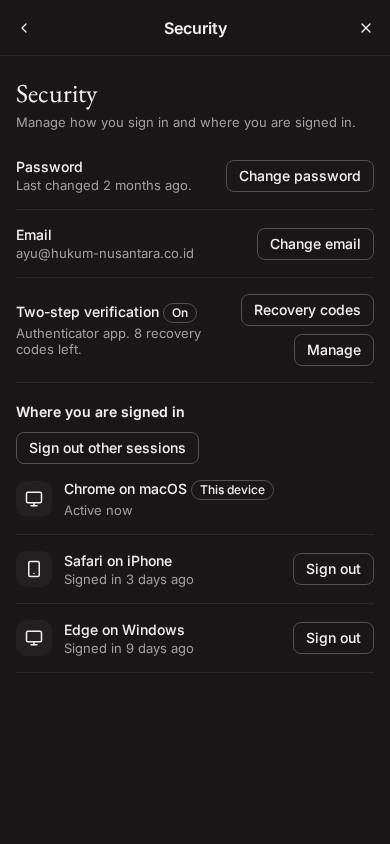 Security
Security
Manage how you sign in and where you are signed in.
Password
Last changed 2 months ago.
Change password
Email
ayu@hukum-nusantara.co.id
Change email
Two-step verification On
Authenticator app. 8 recovery
codes left.
Recovery codes
Manage
Where you are signed in
Sign out other sessions
Chrome on macOS This device
Active now
Safari on iPhone
Signed in 3 days ago
Sign out
Edge on Windows
Signed in 9 days ago
Sign out